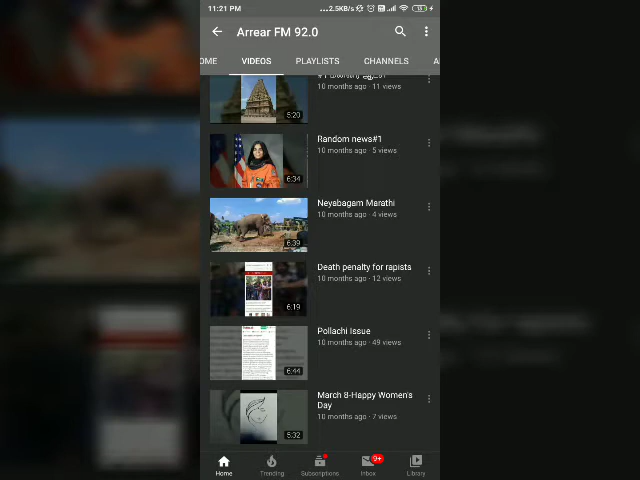 11:21 PM
...2.5KB/s
Arrear FM 92.0
OME VIDEOS PLAYLISTS CHANNELS A
10 months ago · 11 views
5:20
Random news#1
10 months ago · 5 views
6:34
Neyabagam Marathi
10 months ago · 4 views
6:39
Death penalty for rapists
10 months ago · 12 views
6:19
Pollachi Issue
10 months ago · 49 views
6:44
March 8-Happy Women's
Day
10 months ago · 7 views
5:32
9+
Home Trending Subscriptions Inbox Library